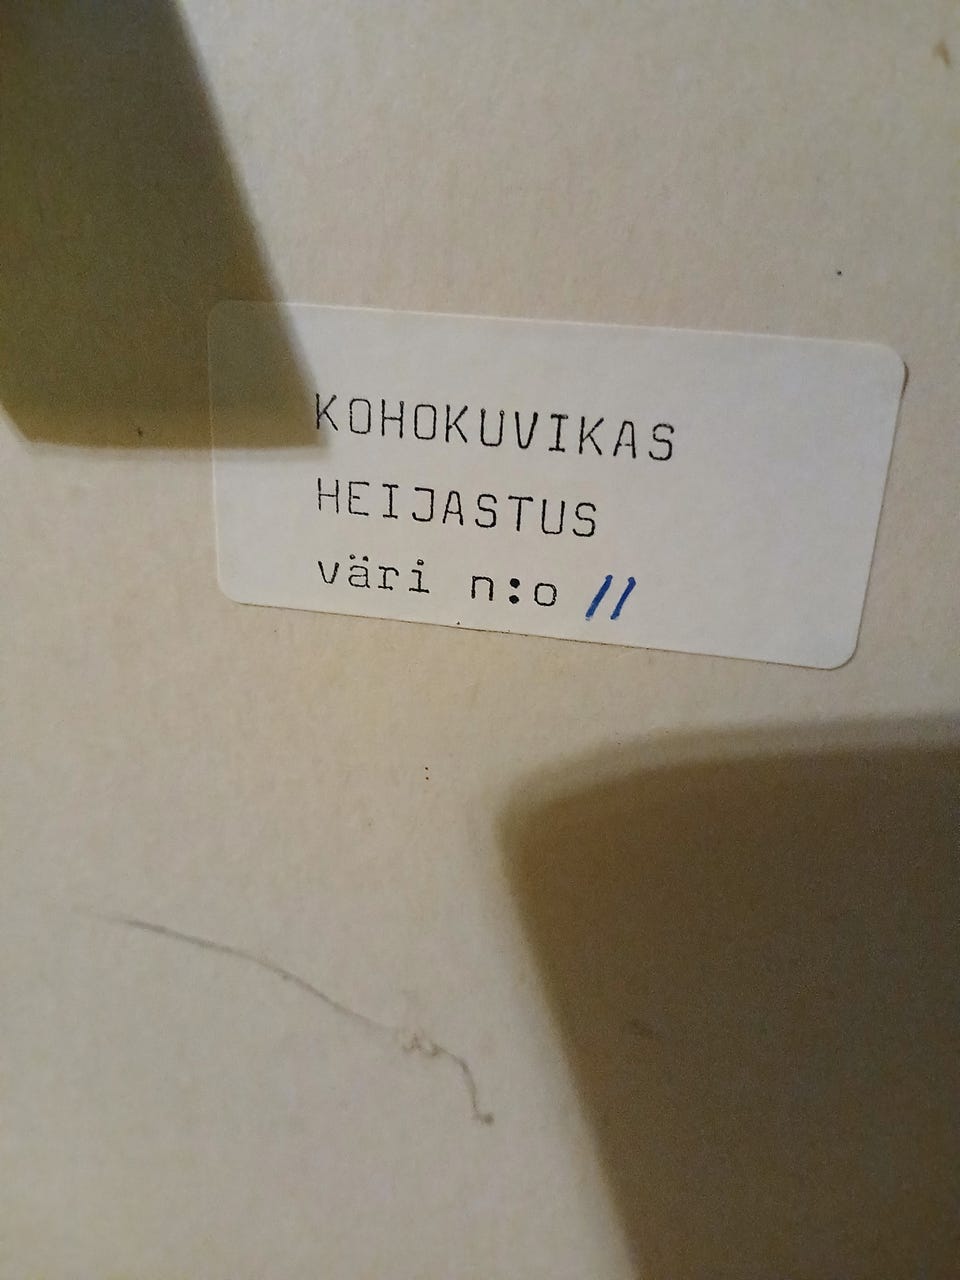 KOHOKUVIKAS
HEIJASTUS
väri n:o 11